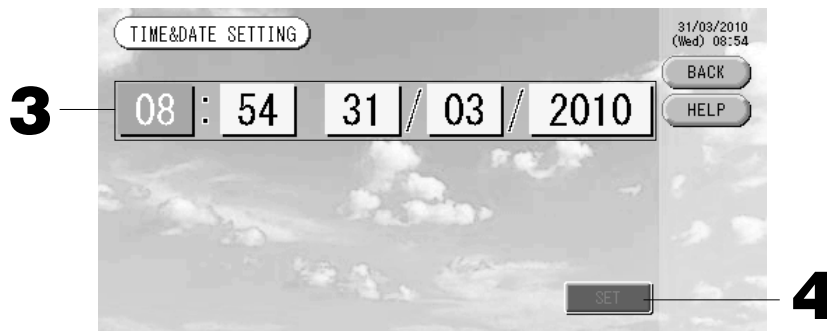 TIME&DATE SETTING
31/03/2010
(Wed) 08:54
BACK
3
08 : 54 31 / 03 / 2010
HELP
SET
4